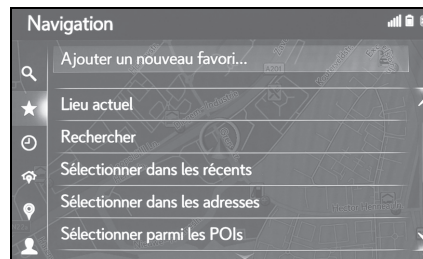 Navigation
Ajouter un nouveau favori...
Lieu actuel
Rechercher
Sélectionner dans les récents
Sélectionner dans les adresses
Sélectionner parmi les POIs